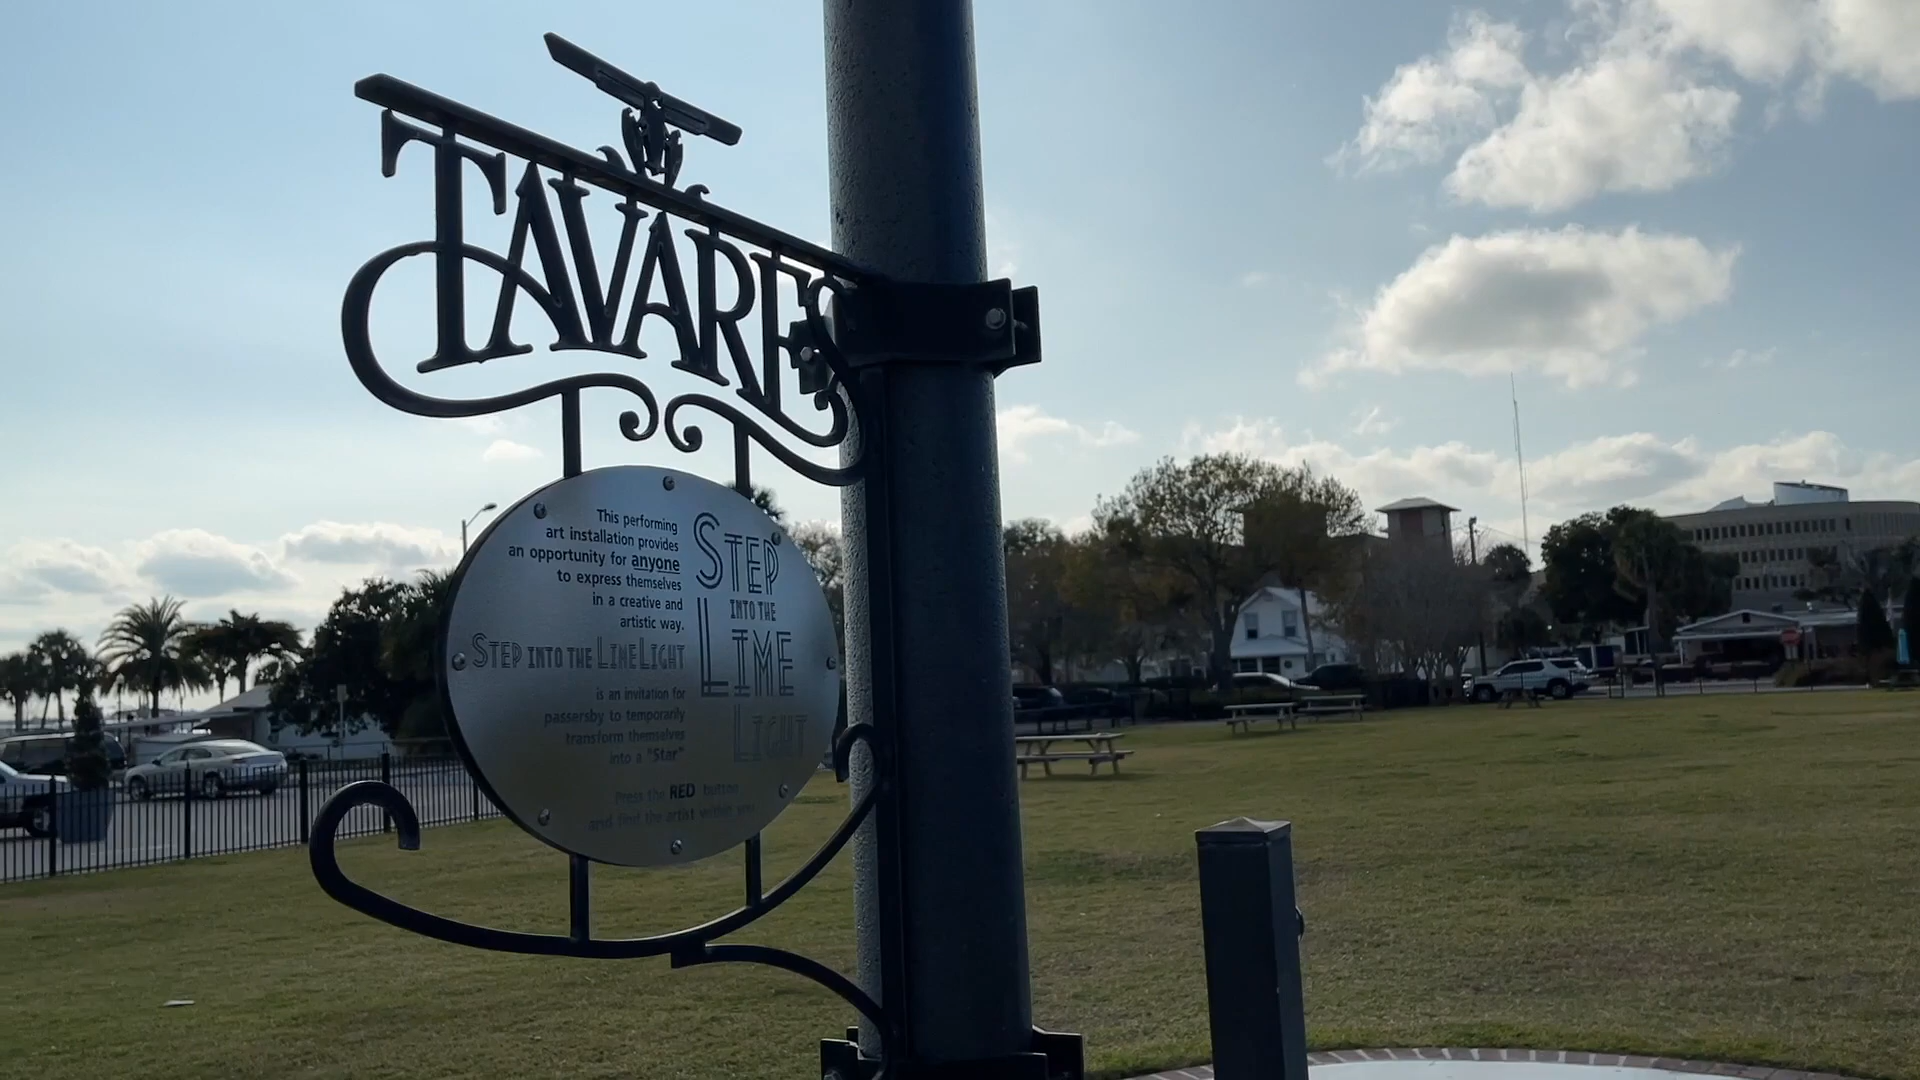 TAVARES
This performing
art installation provides
an opportunity for anyone
to express themselves
in a creative and
artistic way.
STEP INTO THE LIMELIGHT
is an invitation for
passersby to temporarily
transform themselves
into a "Star"
Press the RED button
and find the artist within you
STEP
INTO THE
LIME
LIGHT